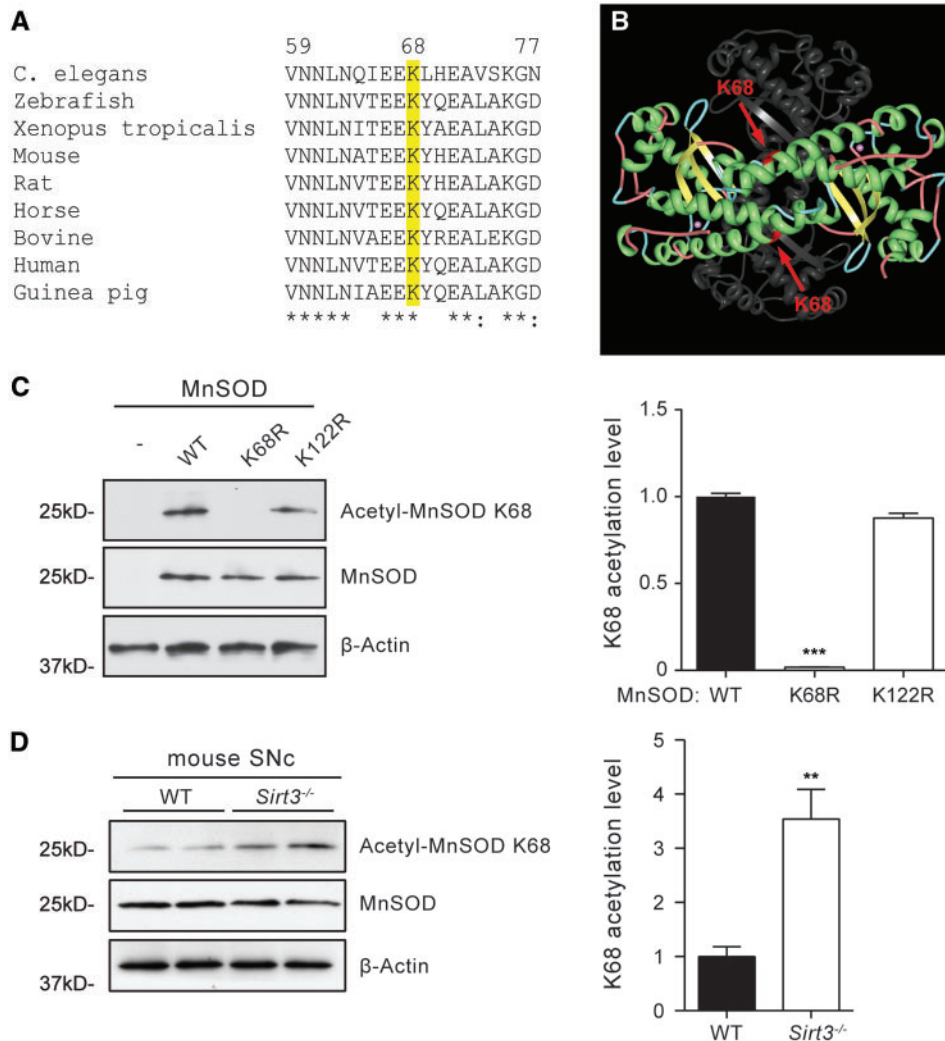 A
59 68 77
C. elegans VNNLNQIEEKLHEAVSKGN
Zebrafish VNNLNVTEEKYQEALAKGD
Xenopus tropicalis VNNLNITEEKYAEALAKGD
Mouse VNNLNATEEKYHEALAKGD
Rat VNNLNVTEEKYHEALAKGD
Horse VNNLNVTEEKYQEALAKGD
Bovine VNNLNVAEEKYREALEKGD
Human VNNLNVTEEKYQEALAKGD
Guinea pig VNNLNIAEEKYQEALAKGD
***** *** **: **:
B
K68
K68
C
MnSOD
- WT K68R K122R
25kD- Acetyl-MnSOD K68
25kD- MnSOD
37kD- β-Actin
K68 acetylation level
1.5
1.0
0.5
0
***
MnSOD: WT K68R K122R
D
mouse SNc
WT Sirt3-/-
25kD- Acetyl-MnSOD K68
25kD- MnSOD
37kD- β-Actin
K68 acetylation level
5
4
3
2
1
0
**
WT Sirt3-/-